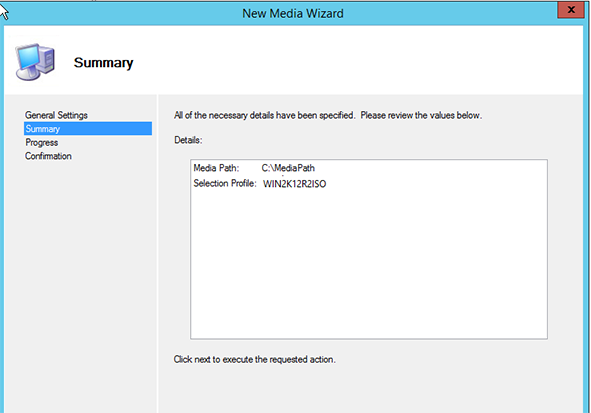 New Media Wizard
x
Summary
General Settings
Summary
Progress
Confirmation
All of the necessary details have been specified. Please review the values below.
Details:
Media Path: C:\MediaPath
Selection Profile: WIN2K12R2ISO
Click next to execute the requested action.